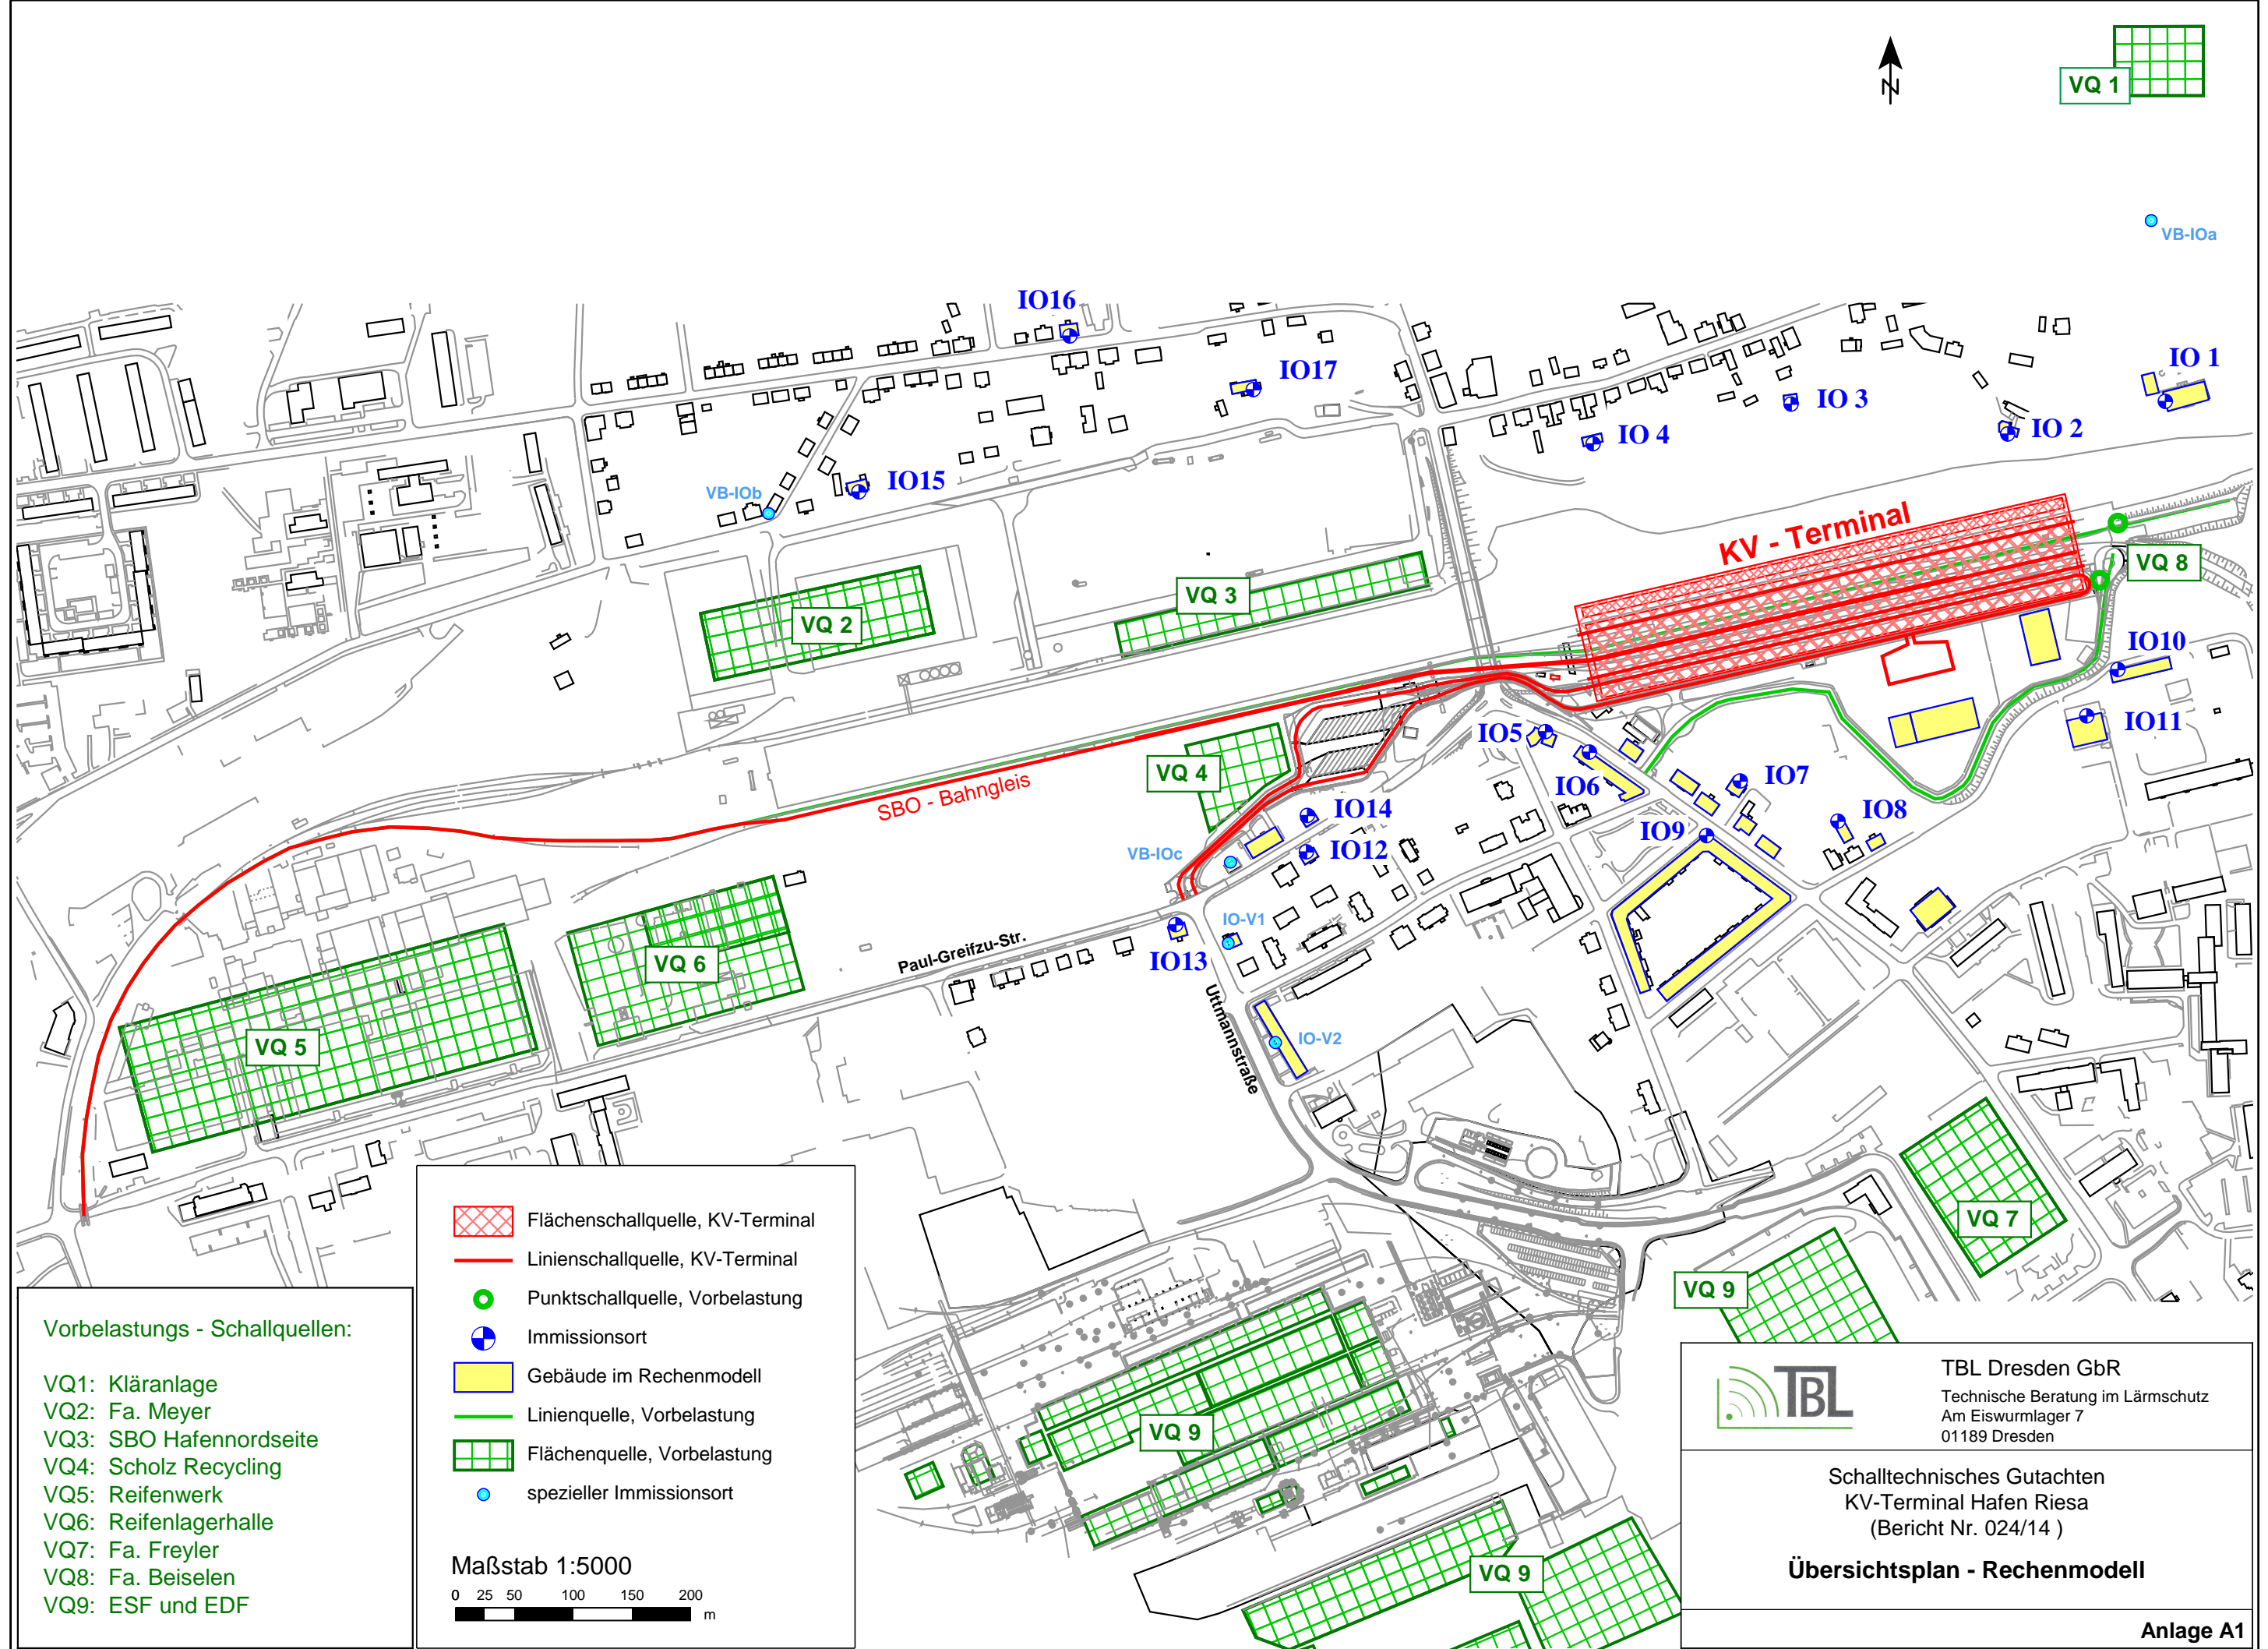 N
VQ 1
VB-IOa
IO16
IO17
IO 1
IO 3
IO 4
IO 2
IO15
VB-IOb
KV - Terminal
VQ 8
VQ 3
VQ 2
IO10
IO11
IO5
VQ 4
SBO - Bahngleis
IO6
IO7
IO14
IO8
IO9
VB-IOc
IO12
IO-V1
Paul-Greifzu-Str.
VQ 6
IO13
Uttmannstraße
VQ 5
IO-V2
VQ 7
VQ 9
VQ 9
VQ 9
Flächenschallquelle, KV-Terminal
Linienschallquelle, KV-Terminal
Punktschallquelle, Vorbelastung
Immissionsort
Gebäude im Rechenmodell
Linienquelle, Vorbelastung
Flächenquelle, Vorbelastung
spezieller Immissionsort
Maßstab 1:5000
0 25 50 100 150 200
m
Vorbelastungs - Schallquellen:
VQ1: Kläranlage
VQ2: Fa. Meyer
VQ3: SBO Hafennordseite
VQ4: Scholz Recycling
VQ5: Reifenwerk
VQ6: Reifenlagerhalle
VQ7: Fa. Freyler
VQ8: Fa. Beiselen
VQ9: ESF und EDF
TBL
TBL Dresden GbR
Technische Beratung im Lärmschutz
Am Eiswurmlager 7
01189 Dresden
Schalltechnisches Gutachten
KV-Terminal Hafen Riesa
(Bericht Nr. 024/14 )
Übersichtsplan - Rechenmodell
Anlage A1